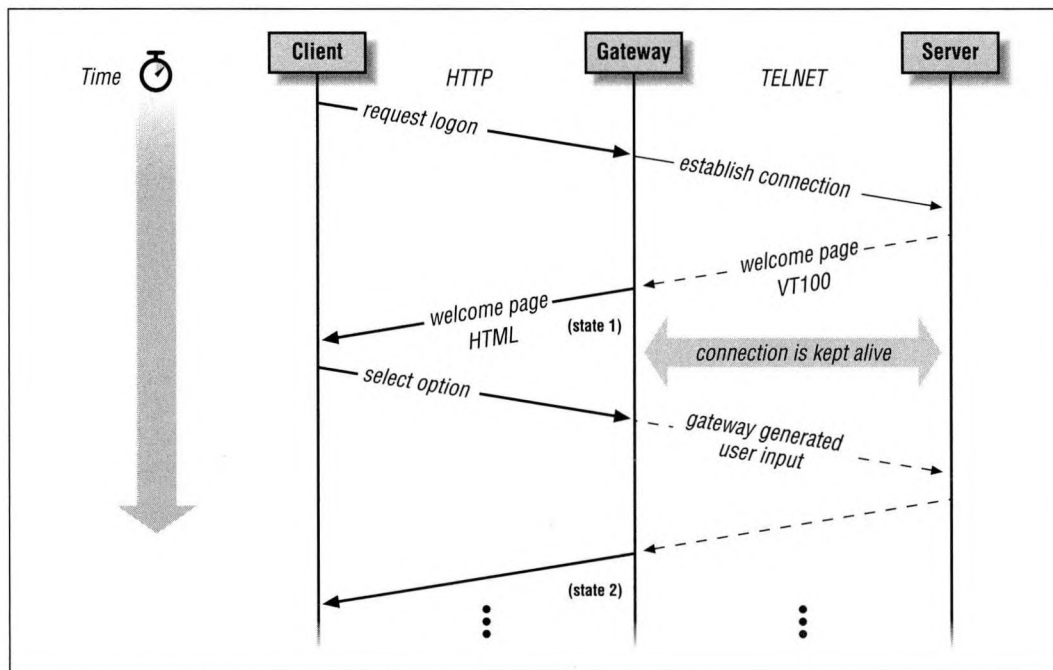 Client
Gateway
Server
Time
HTTP
TELNET
request logon
establish connection
welcome page
VT100
welcome page
HTML
(state 1)
connection is kept alive
select option
gateway generated
user input
(state 2)